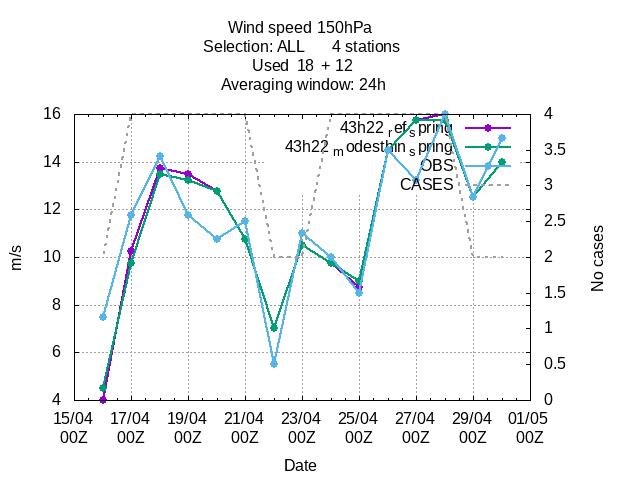 Wind speed 150hPa
Selection: ALL 4 stations
Used 18 + 12
Averaging window: 24h
43h22_ref_spring
43h22_modesthin_spring
OBS
CASES
m/s
16
14
12
10
8
6
4
4
3.5
3
2.5
2
1.5
1
0.5
0
No cases
15/04 17/04 19/04 21/04 23/04 25/04 27/04 29/04 01/05
00Z 00Z 00Z 00Z 00Z 00Z 00Z 00Z 00Z
Date